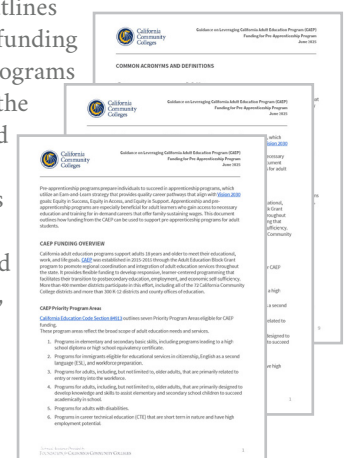 tlines
funding
ograms
the
d
s
d
,
California
Community
Colleges
Guidance on Leveraging California Adult Education Program (CAEP)
Funding for Pre-Apprenticeship Program
June 2025
COMMON ACRONYMS AND DEFINITIONS
California
Community
Colleges
Guidance on Leveraging California Adult Education Program (CAEP)
Funding for Pre-Apprenticeship Program
June 2025
California
Community
Colleges
Guidance on Leveraging California Adult Education Program (CAEP)
Funding for Pre-Apprenticeship Program
June 2025
Pre-apprenticeship programs prepare individuals to succeed in apprenticeship programs, which
utilize an Earn-and-Learn strategy that provides quality career pathways that align with Vision 2030
goals: Equity in Success, Equity in Access, and Equity in Support. Apprenticeship and pre-
apprenticeship programs are especially beneficial for adult learners who gain access to necessary
education and training for in-demand careers that offer family-sustaining wages. This document
outlines how funding from the CAEP can be used to support pre-apprenticeship programs for adult
students.
CAEP FUNDING OVERVIEW
California adult education programs support adults 18 years and older to meet their educational,
work, and life goals. CAEP was established in 2015-2016 through the Adult Education Block Grant
program to promote regional coordination and integration of adult education services throughout
the state. It provides flexible funding to develop responsive, learner-centered programming that
facilitates their transition to postsecondary education, employment, and economic self-sufficiency.
More than 400 member districts participate in this effort, including all of the 72 California Community
College districts and more than 300 K-12 districts and county offices of education.
CAEP Priority Program Areas
California Education Code Section 84913 outlines seven Priority Program Areas eligible for CAEP
funding.
These program areas reflect the broad scope of adult education needs and services.
1. Programs in elementary and secondary basic skills, including programs leading to a high
school diploma or high school equivalency certificate.
2. Programs for immigrants eligible for educational services in citizenship, English as a second
language (ESL), and workforce preparation.
3. Programs for adults, including, but not limited to, older adults, that are primarily related to
entry or reentry into the workforce.
4. Programs for adults, including, but not limited to, older adults, that are primarily designed to
develop knowledge and skills to assist elementary and secondary school children to succeed
academically in school.
5. Programs for adults with disabilities.
6. Programs in career technical education (CTE) that are short term in nature and have high
employment potential.
1